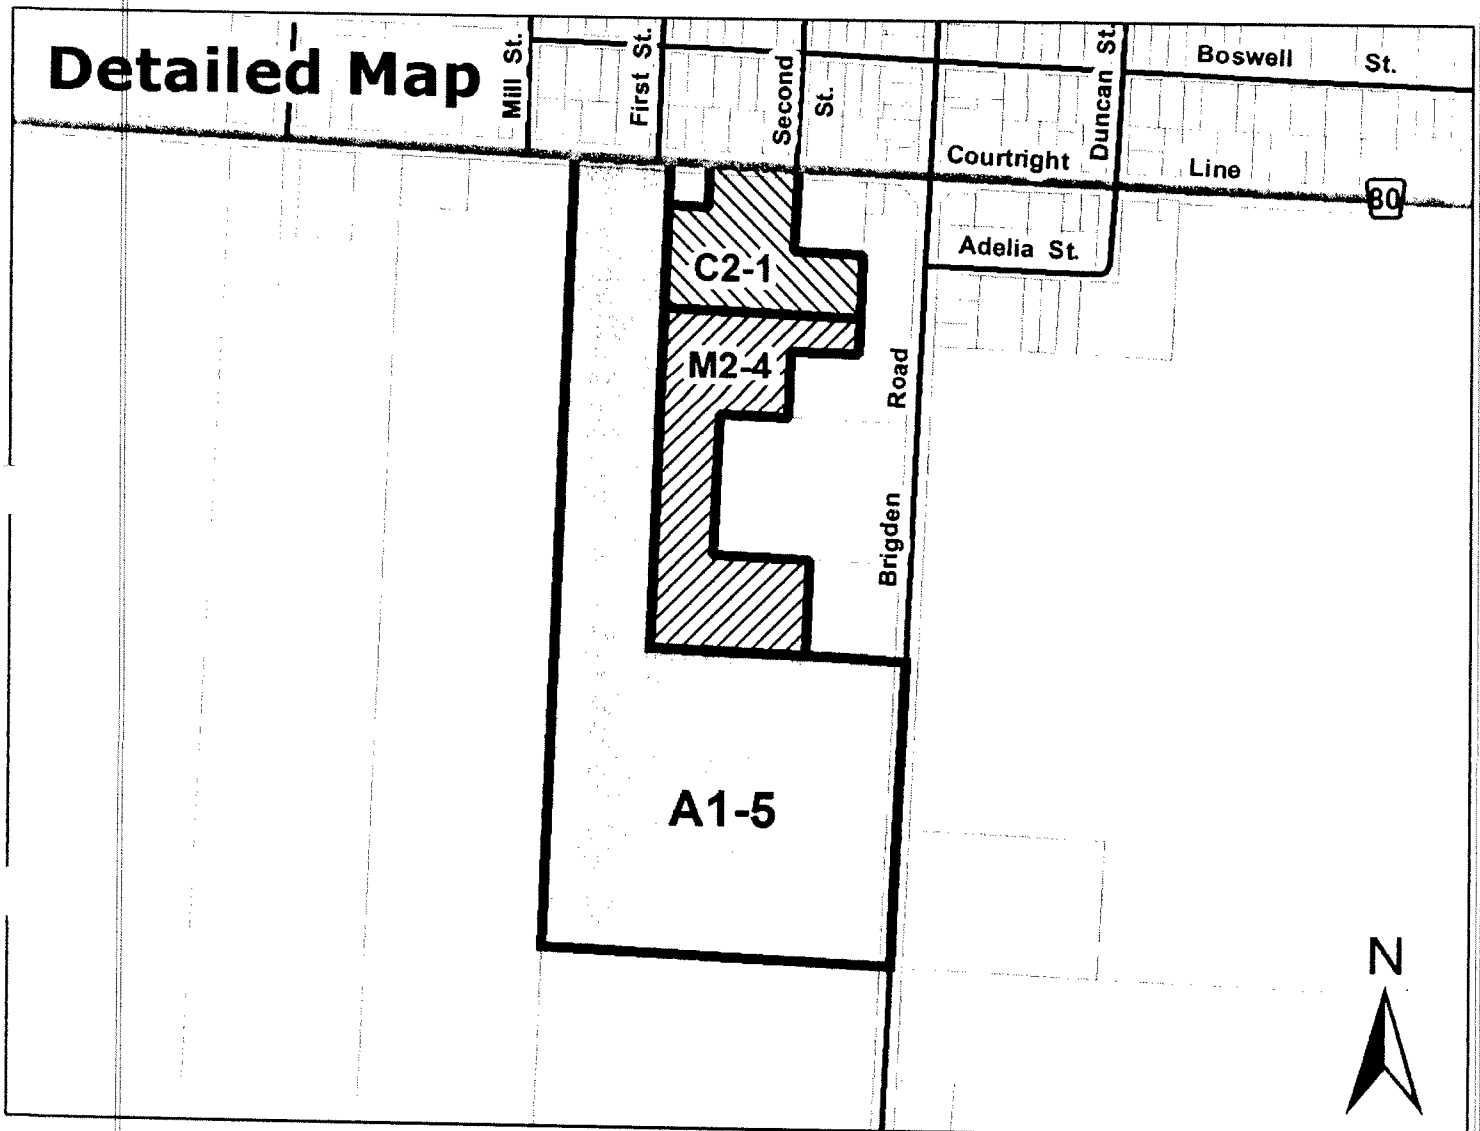 Detailed Map
Mill St.
First St.
Second
St.
Duncan St.
Boswell St.
Courtright Line
80
Adelia St.
C2-1
M2-4
Brigden Road
A1-5
N